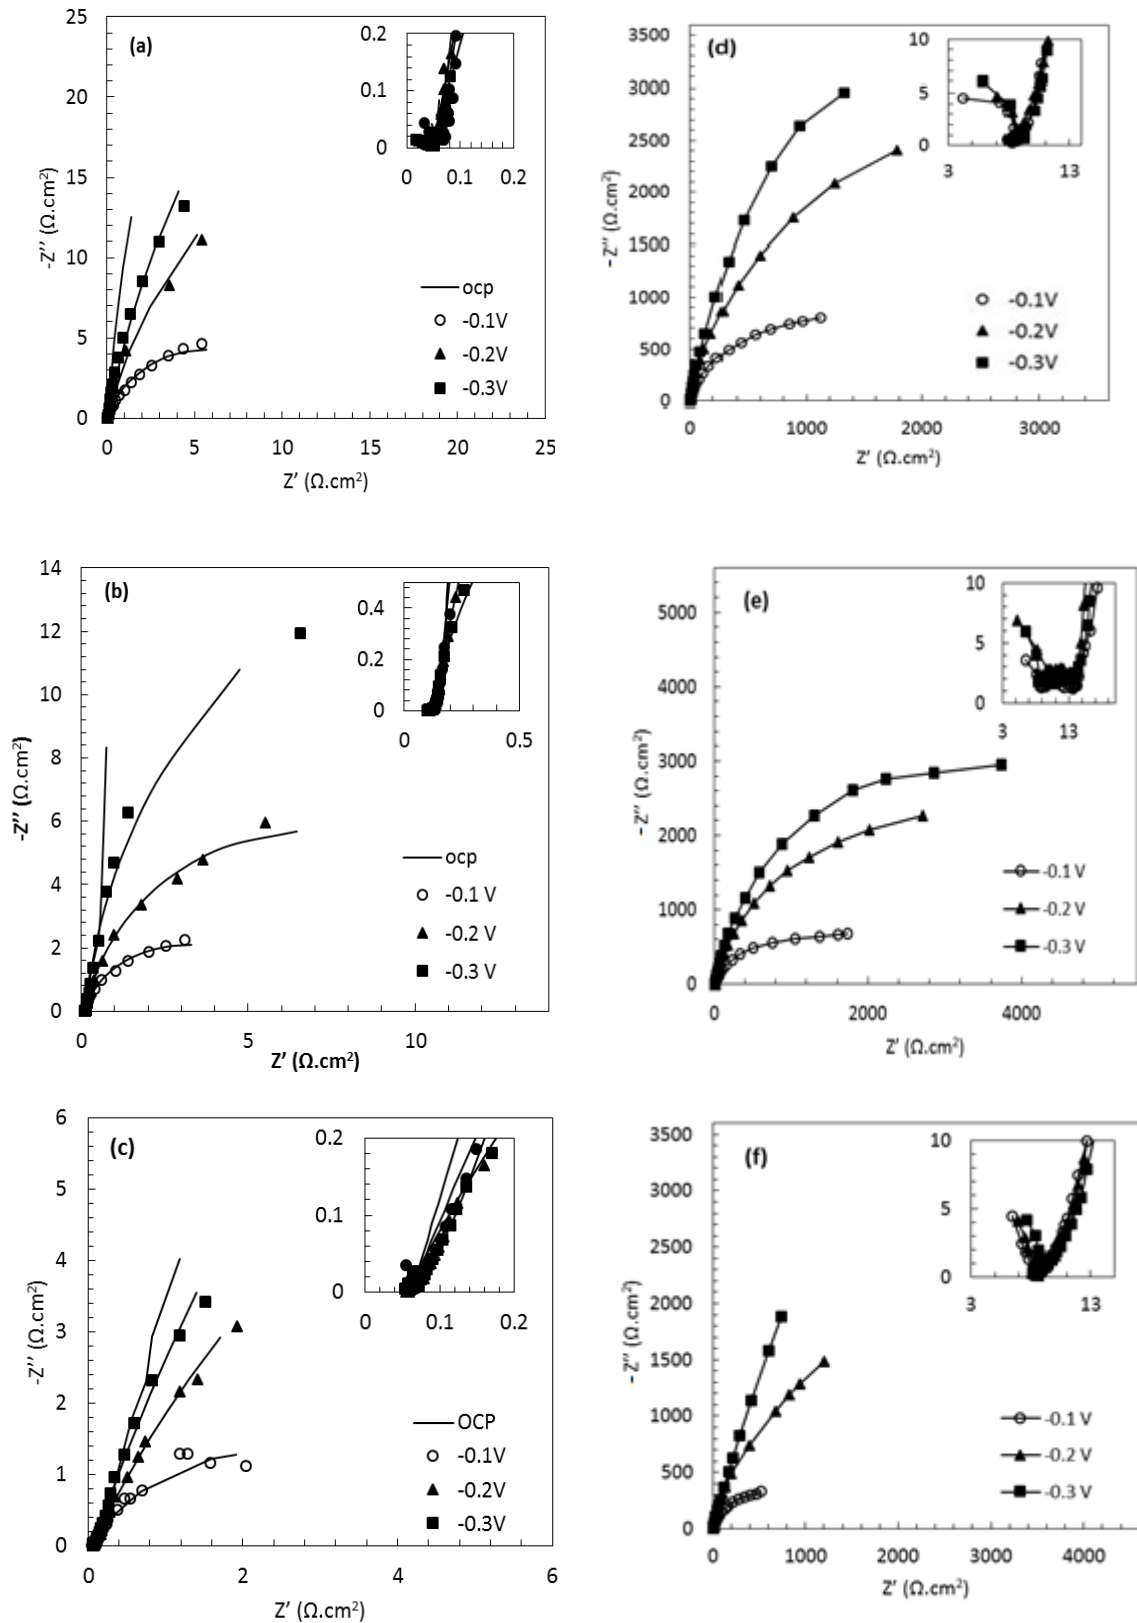 (a)
25
20
15
10
5
0
-Z'' (Ω.cm²)
0 5 10 15 20 25
Z' (Ω.cm²)
0.2
0.1
0
0 0.1 0.2
ocp
-0.1V
-0.2V
-0.3V
(d)
3500
3000
2500
2000
1500
1000
500
0
-Z'' (Ω.cm²)
0 1000 2000 3000
Z' (Ω.cm²)
10
5
0
3 13
-0.1V
-0.2V
-0.3V
(b)
14
12
10
8
6
4
2
0
-Z'' (Ω.cm²)
0 5 10
Z' (Ω.cm²)
0.4
0.2
0
0 0.5
ocp
-0.1 V
-0.2 V
-0.3 V
(e)
5000
4000
3000
2000
1000
0
-Z'' (Ω.cm²)
0 2000 4000
Z' (Ω.cm²)
10
5
0
3 13
-0.1 V
-0.2 V
-0.3 V
(c)
6
5
4
3
2
1
0
-Z'' (Ω.cm²)
0 2 4 6
Z' (Ω.cm²)
0.2
0.1
0
0 0.1 0.2
OCP
-0.1V
-0.2V
-0.3V
(f)
3500
3000
2500
2000
1500
1000
500
0
-Z'' (Ω.cm²)
0 1000 2000 3000 4000
Z' (Ω.cm²)
10
5
0
3 13
-0.1 V
-0.2 V
-0.3 V